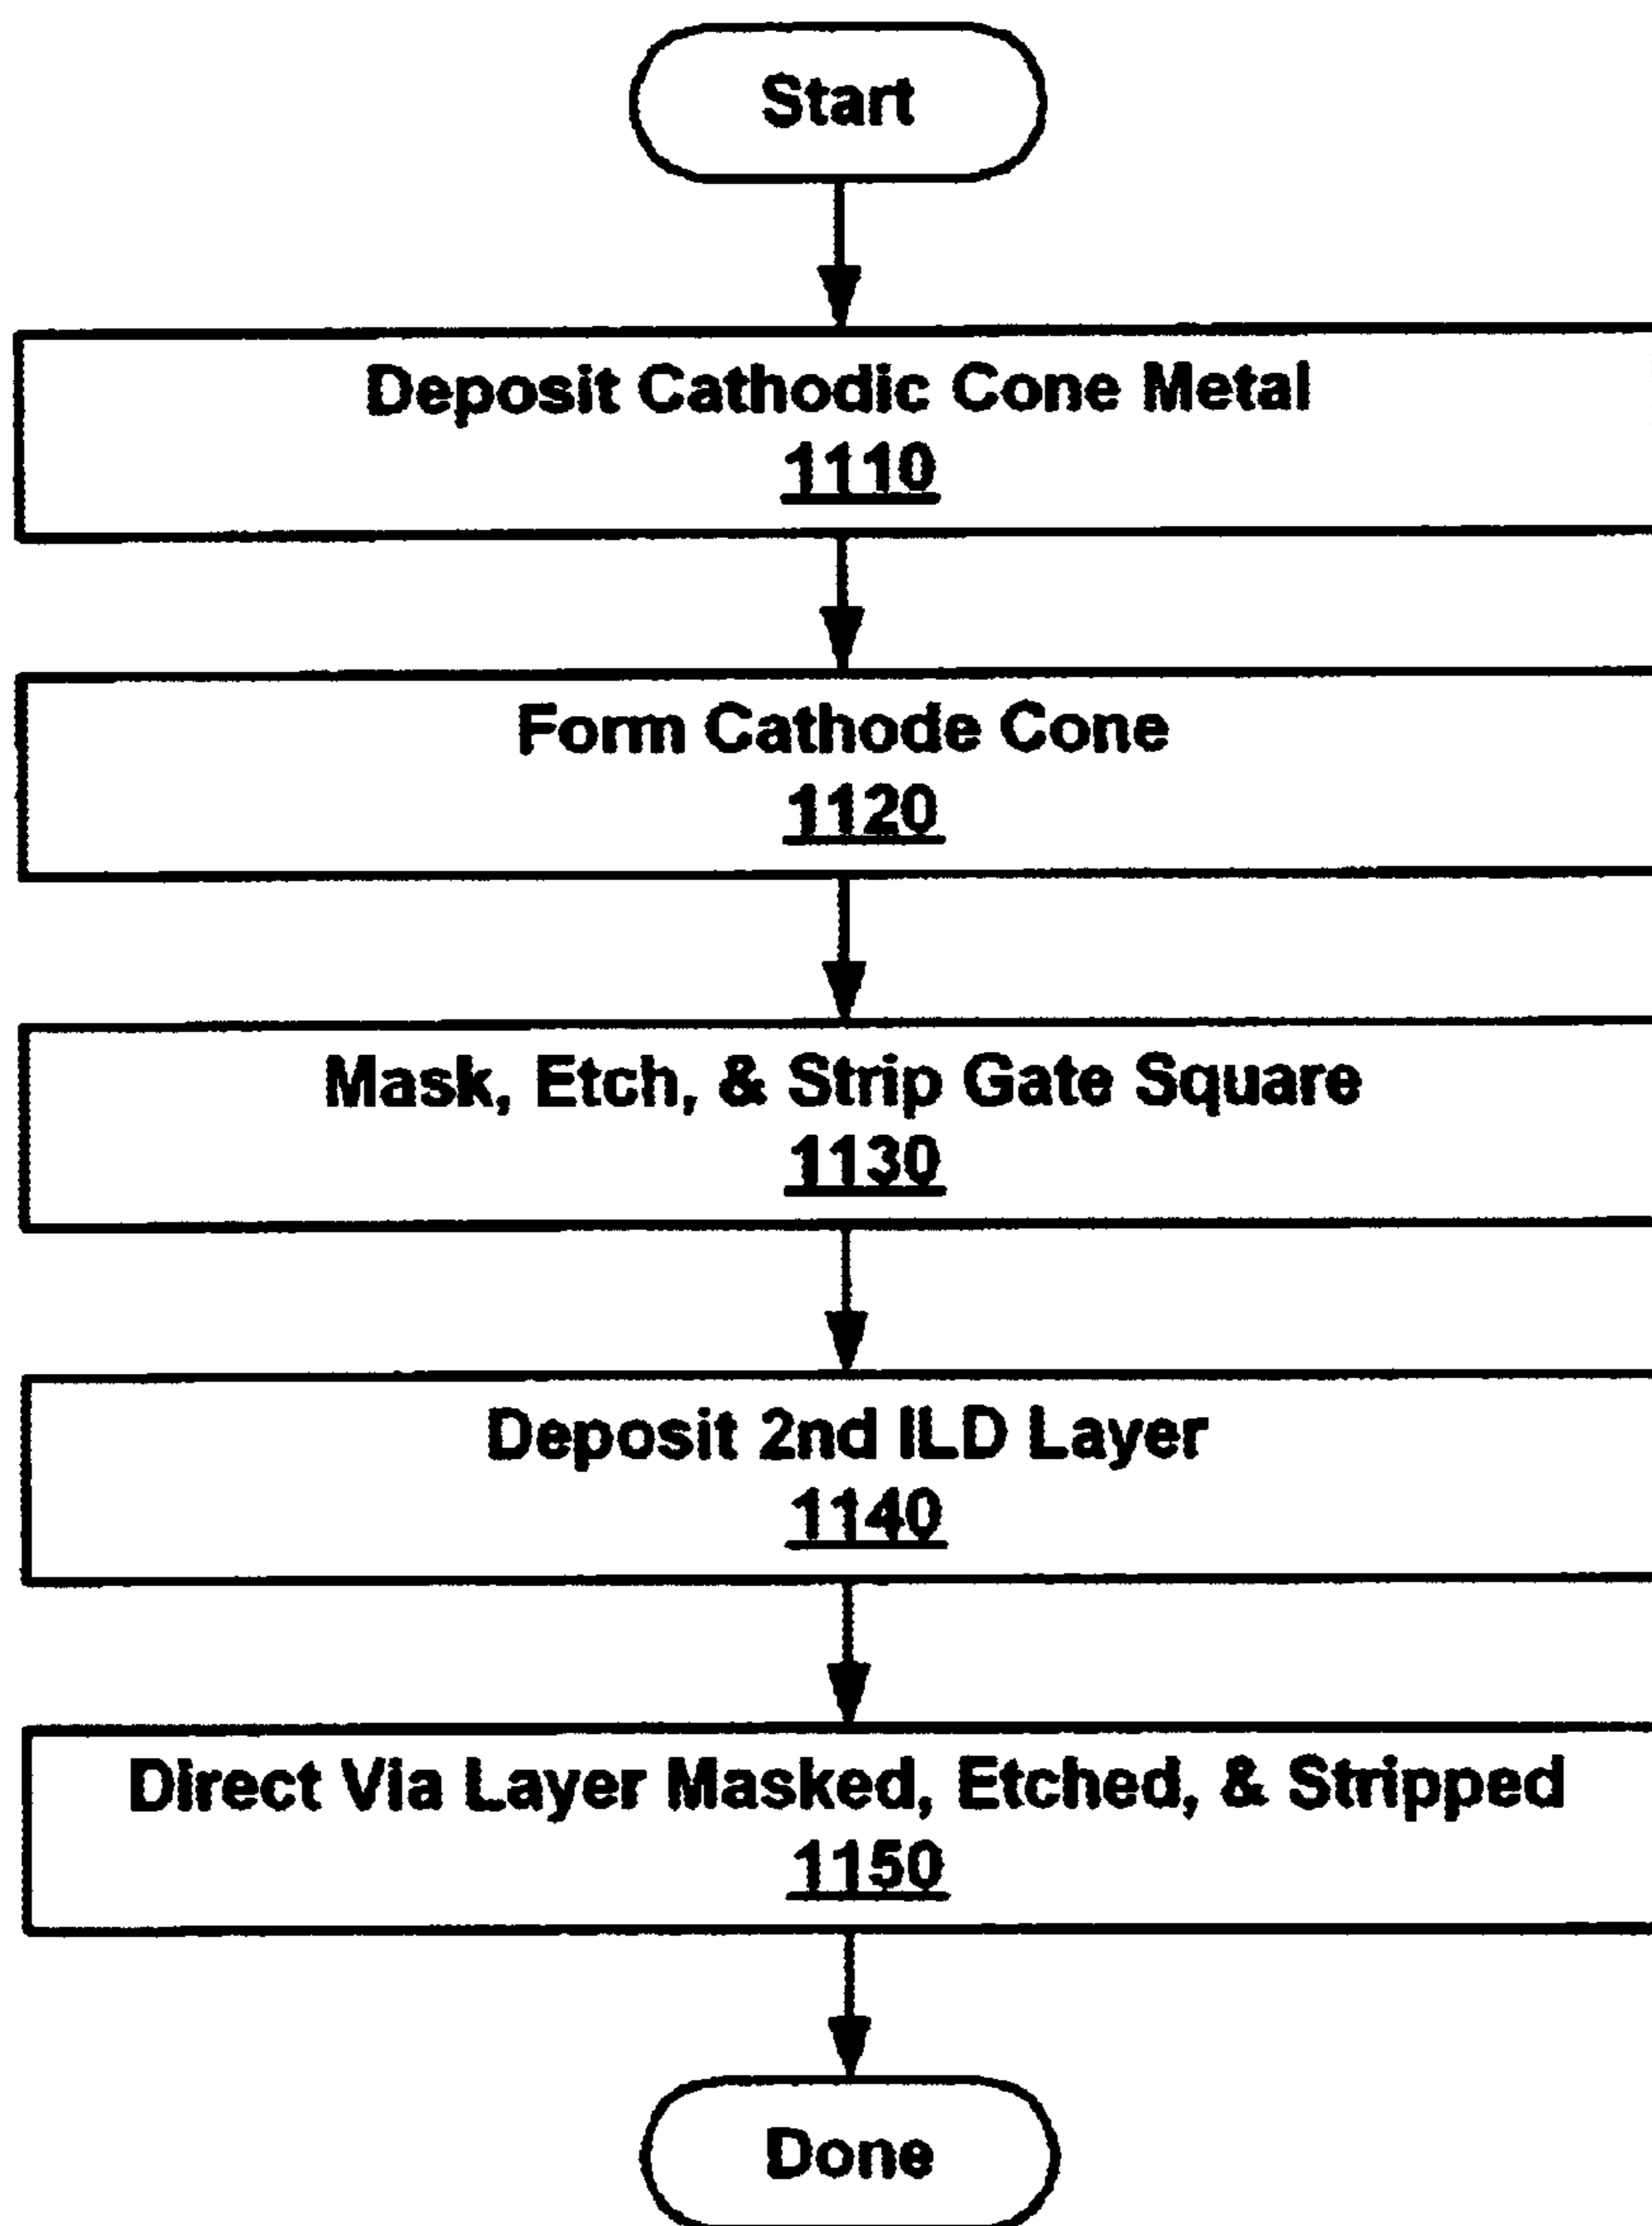 Start
Deposit Cathodic Cone Metal
1110
Form Cathode Cone
1120
Mask, Etch, & Strip Gate Square
1130
Deposit 2nd ILD Layer
1140
Direct Via Layer Masked, Etched, & Stripped
1150
Done